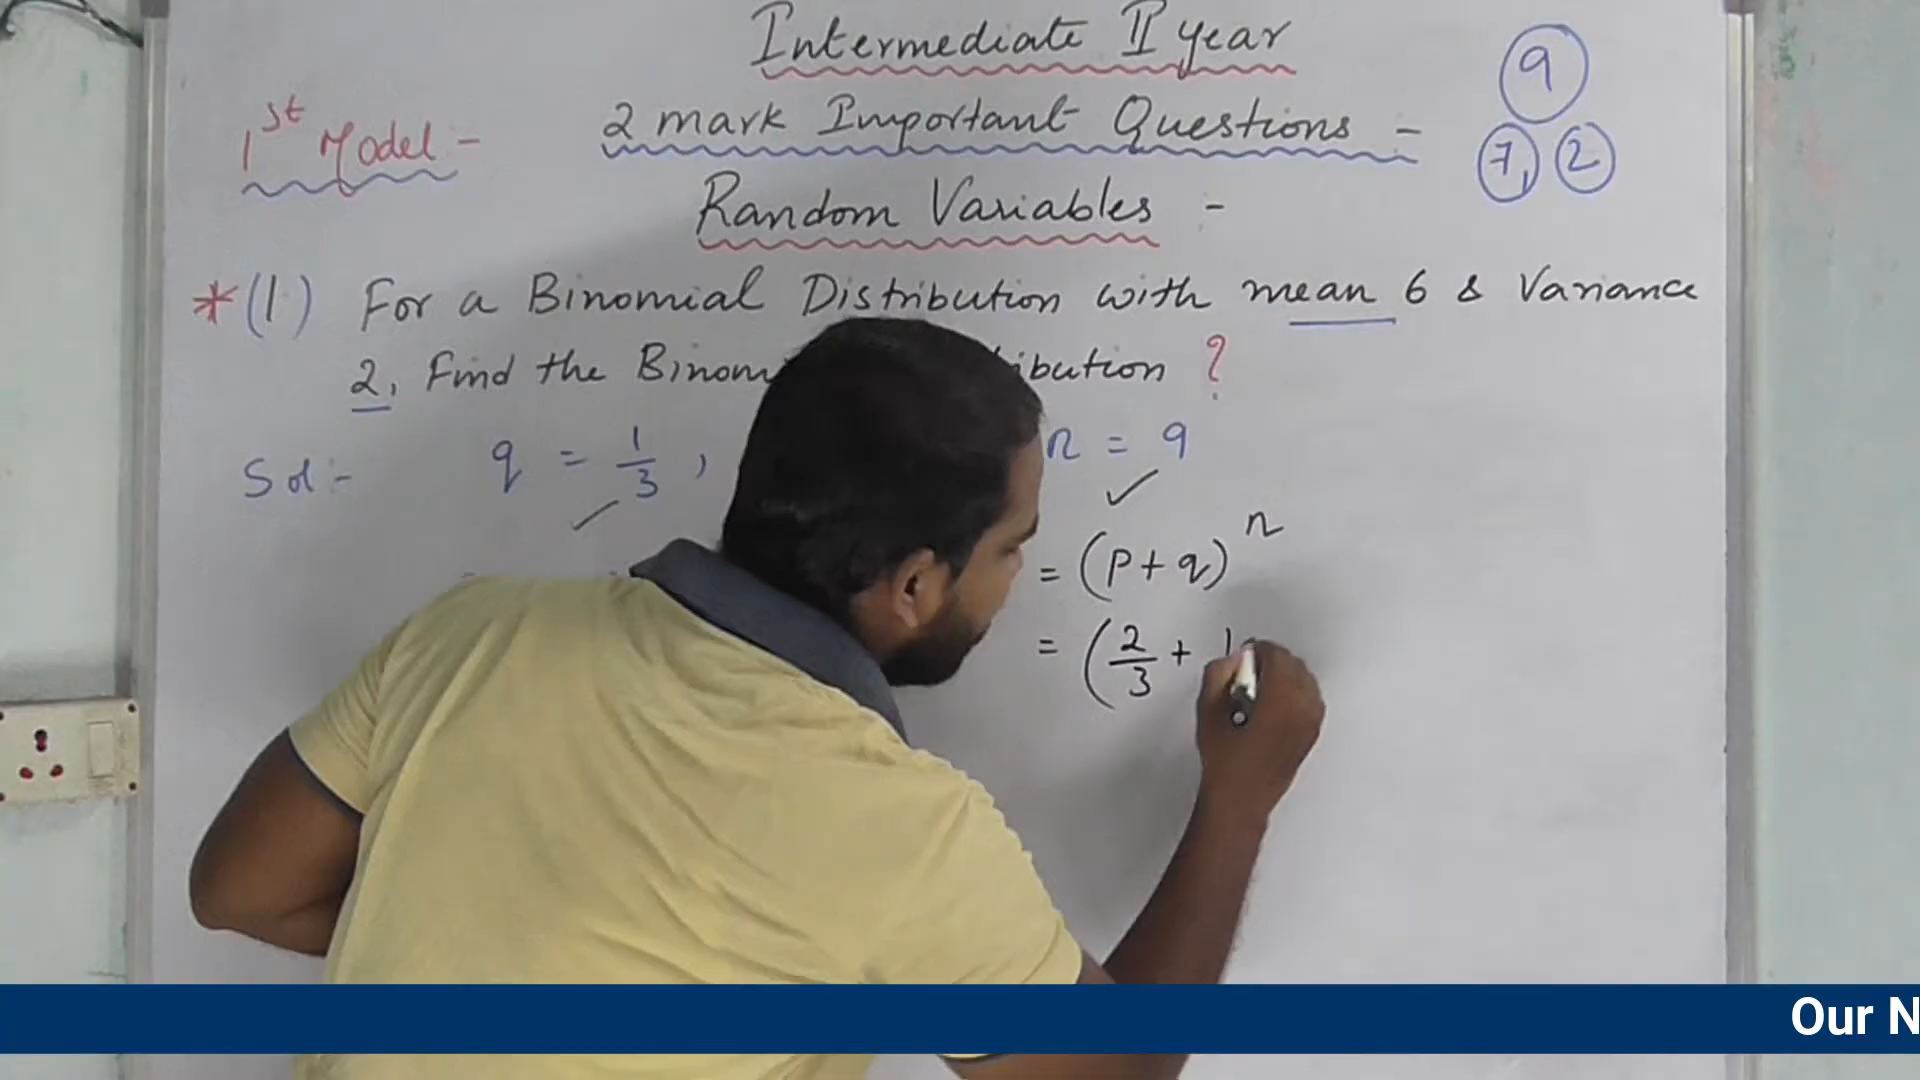 Intermediate II year
9
1st Model -
2 mark Important Questions -
7, 2
Random Variables -
*(1) For a Binomial Distribution with mean 6 & Variance
2, Find the Binom ibution ?
Sol:- q = 1/3, n = 9
= (p+q)^n
= (2/3 + 1
Our N